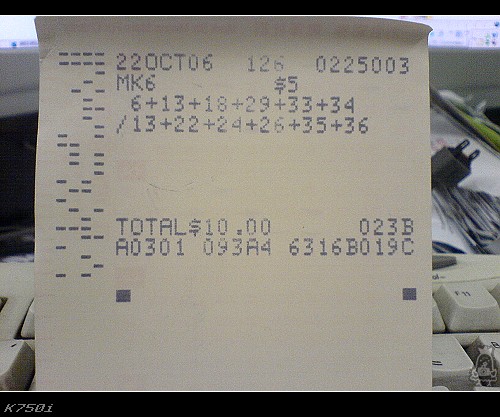 22OCT06 126 0225003
MK6 $5
6+13+18+29+33+34
/13+22+24+26+35+36
TOTAL$10.00 023B
A0301 093A4 6316B019C
F11
K750i